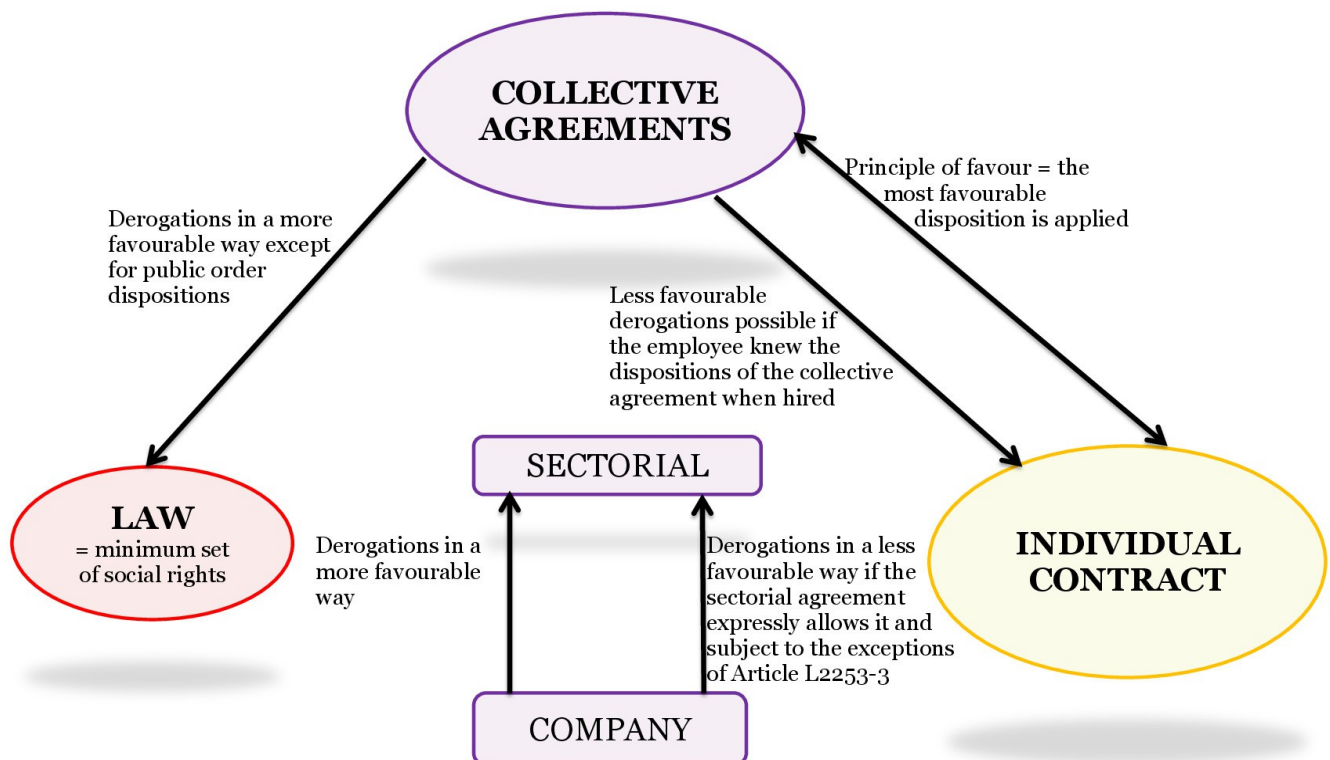 COLLECTIVE
AGREEMENTS
Principle of favour = the
most favourable
disposition is applied
Derogations in a more
favourable way except
for public order
dispositions
Less favourable
derogations possible if
the employee knew the
dispositions of the collective
agreement when hired
SECTORIAL
LAW
= minimum set
of social rights
Derogations in a
more favourable
way
Derogations in a less
favourable way if the
sectorial agreement
expressly allows it and
subject to the exceptions
of Article L2253-3
INDIVIDUAL
CONTRACT
COMPANY